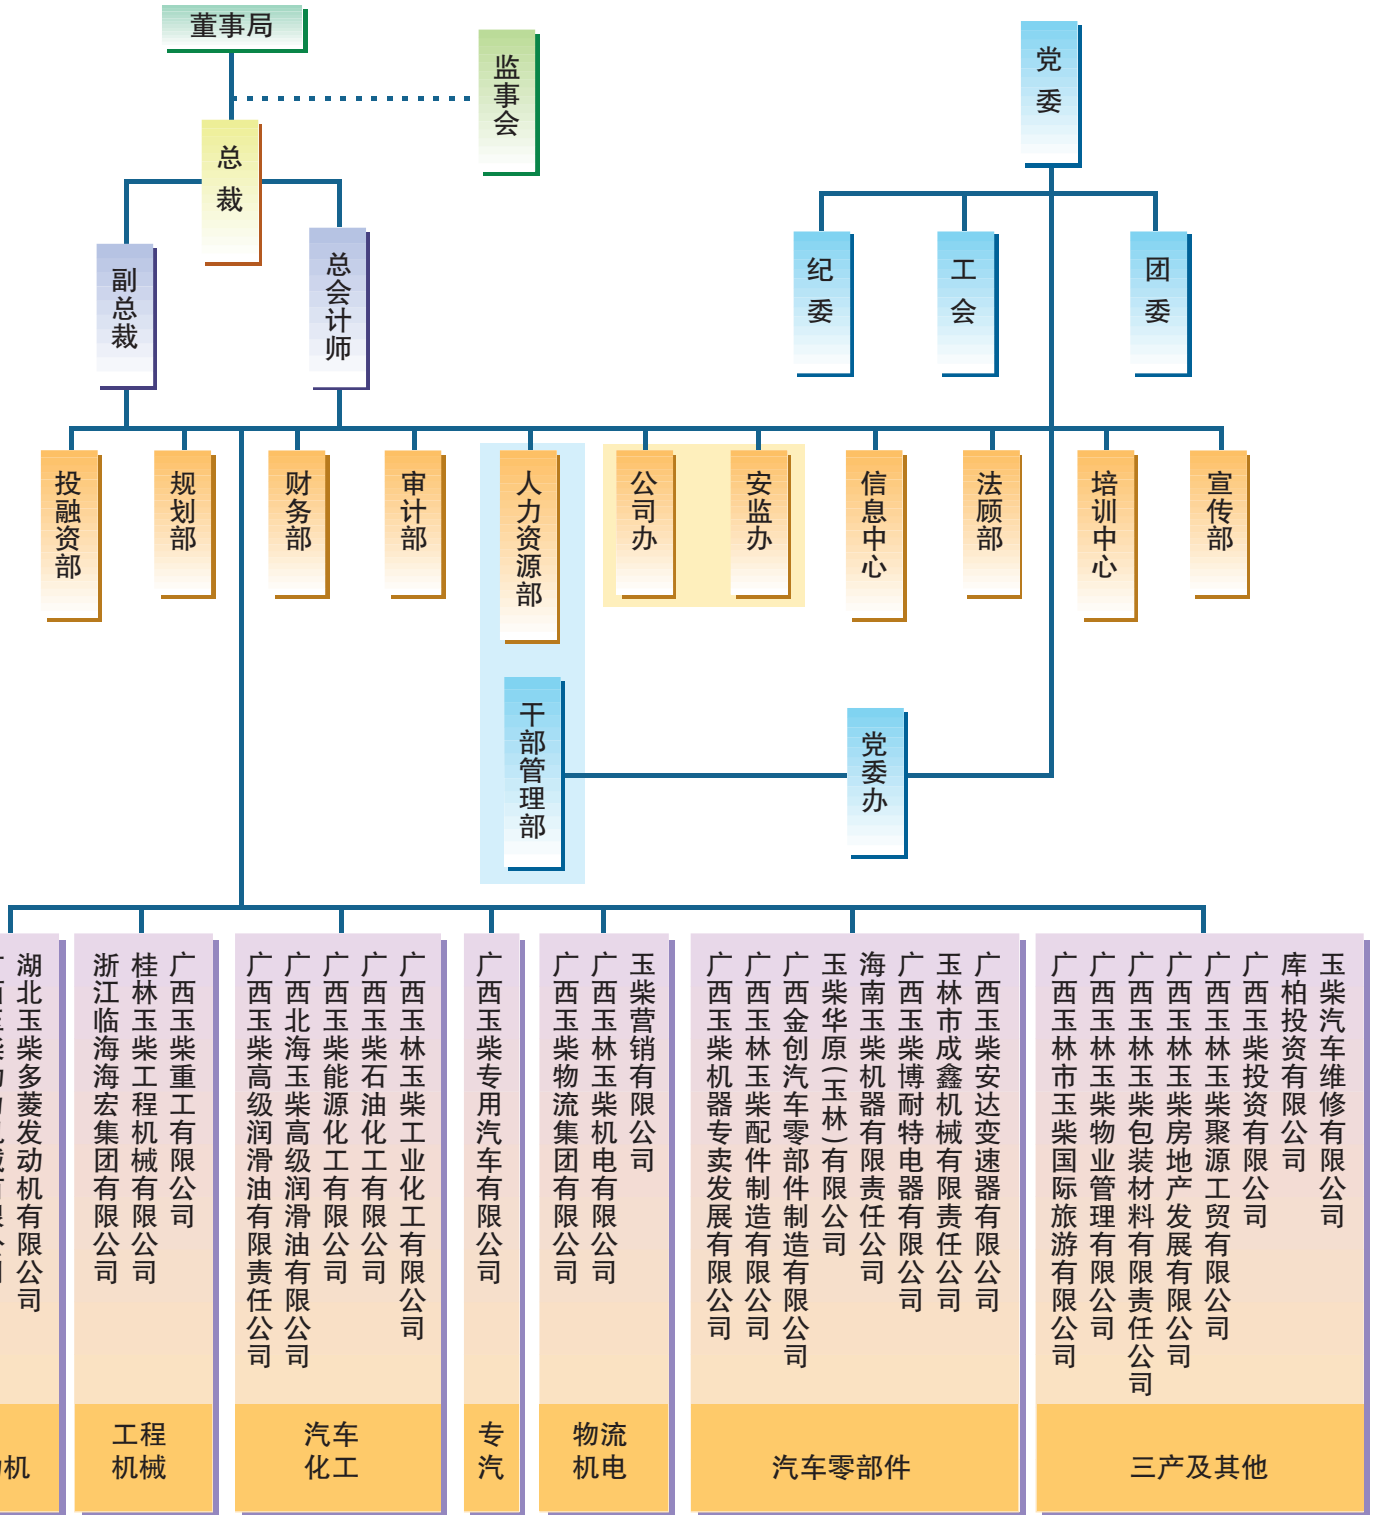 董事局
监事会
党委
总裁
副总裁
总会计师
纪委
工会
团委
投融资部
规划部
财务部
审计部
人力资源部
公司办
安监办
信息中心
法顾部
培训中心
宣传部
干部管理部
党委办
湖北玉柴多菱发动机有限公司
浙江临海海宏集团有限公司
桂林玉柴工程机械有限公司
广西玉柴重工有限公司
工程
机械
广西玉柴高级润滑油有限责任公司
广西北海玉柴高级润滑油有限公司
广西玉柴能源化工有限公司
广西玉柴石油化工有限公司
广西玉林玉柴工业化工有限公司
汽车
化工
广西玉柴专用汽车有限公司
专
汽
广西玉柴物流集团有限公司
广西玉林玉柴机电有限公司
玉柴营销有限公司
物流
机电
广西玉柴机器专卖发展有限公司
广西玉林玉柴配件制造有限公司
广西金创汽车零部件制造有限公司
玉柴华原(玉林)有限公司
海南玉柴机器有限责任公司
广西玉柴博耐特电器有限公司
玉林市成鑫机械有限责任公司
广西玉柴安达变速器有限公司
汽车零部件
广西玉林市玉柴国际旅游有限公司
广西玉林玉柴物业管理有限公司
广西玉林玉柴包装材料有限责任公司
广西玉林玉柴房地产发展有限公司
广西玉林玉柴聚源工贸有限公司
广西玉柴投资有限公司
库柏投资有限公司
玉柴汽车维修有限公司
三产及其他
机